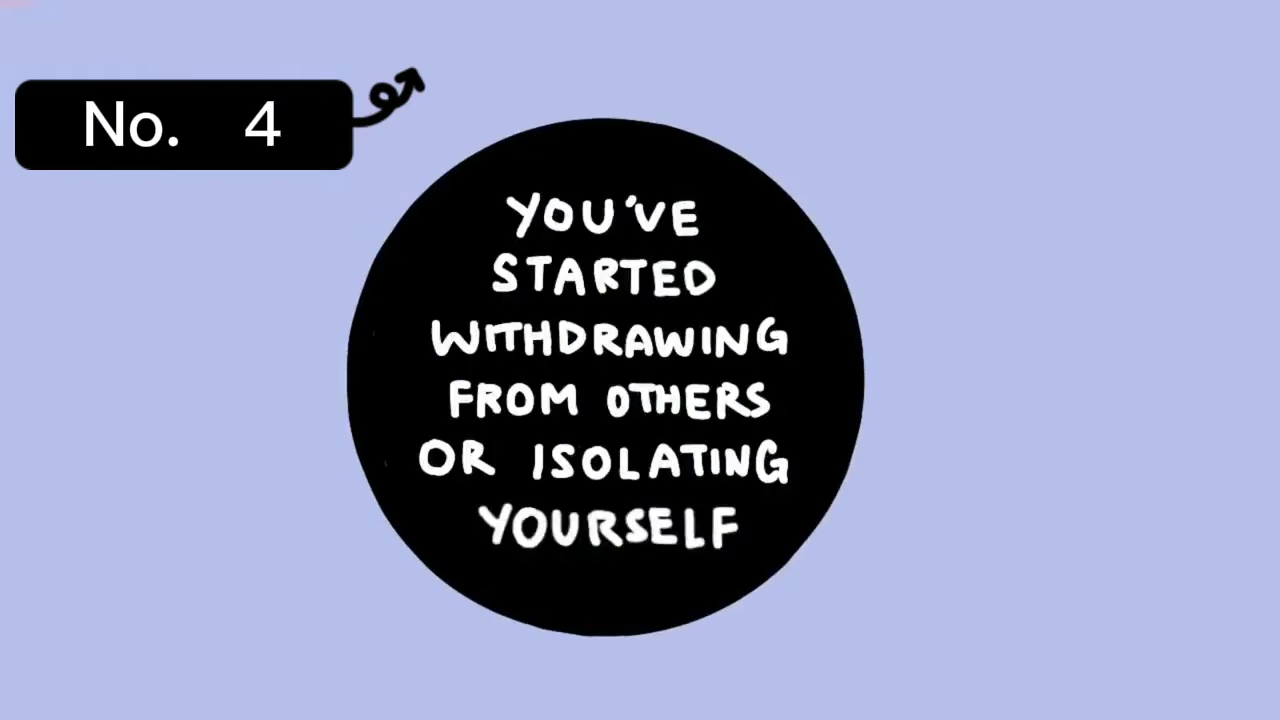 No. 4
YOU'VE
STARTED
WITHDRAWING
FROM OTHERS
OR ISOLATING
YOURSELF